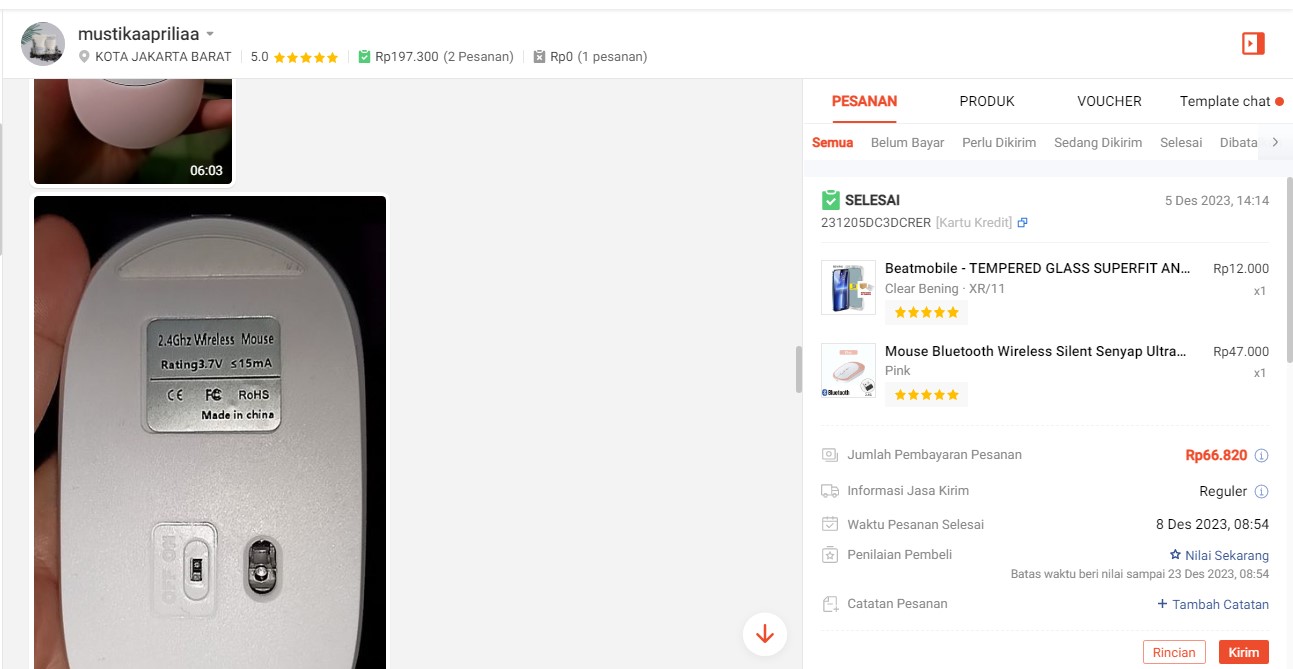 mustikaapriliaa
KOTA JAKARTA BARAT
5.0
Rp197.300 (2 Pesanan)
Rp0 (1 pesanan)
06:03
2.4Ghz Wireless Mouse
Rating3.7V ≤15mA
CE FC RoHS
Made in china
ON
OFF
PESANAN
PRODUK
VOUCHER
Template chat
Semua
Belum Bayar
Perlu Dikirim
Sedang Dikirim
Selesai
Dibata
SELESAI
5 Des 2023, 14:14
231205DC3DCRER [Kartu Kredit]
Beatmobile - TEMPERED GLASS SUPERFIT AN...
Rp12.000
Clear Bening · XR/11
x1
Mouse Bluetooth Wireless Silent Senyap Ultra...
Rp47.000
Pink
x1
Bluetooth
Jumlah Pembayaran Pesanan
Rp66.820
Informasi Jasa Kirim
Reguler
Waktu Pesanan Selesai
8 Des 2023, 08:54
Penilaian Pembeli
Nilai Sekarang
Batas waktu beri nilai sampai 23 Des 2023, 08:54
Catatan Pesanan
+ Tambah Catatan
Rincian
Kirim